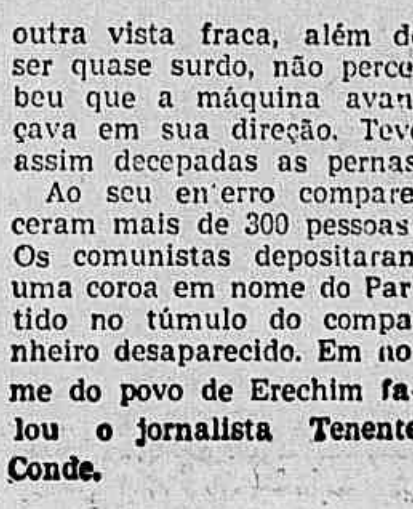 outra vista fraca, além de
ser quase surdo, não perce
beu que a máquina avan
çava em sua direção. Teve
assim decepadas as pernas
Ao seu en'erro compare
ceram mais de 300 pessoas
Os comunistas depositaram
uma coroa em nome do Par
tido no túmulo do compa
nheiro desaparecido. Em no-
me do povo de Erechim fa-
lou o jornalista Tenente
Conde.